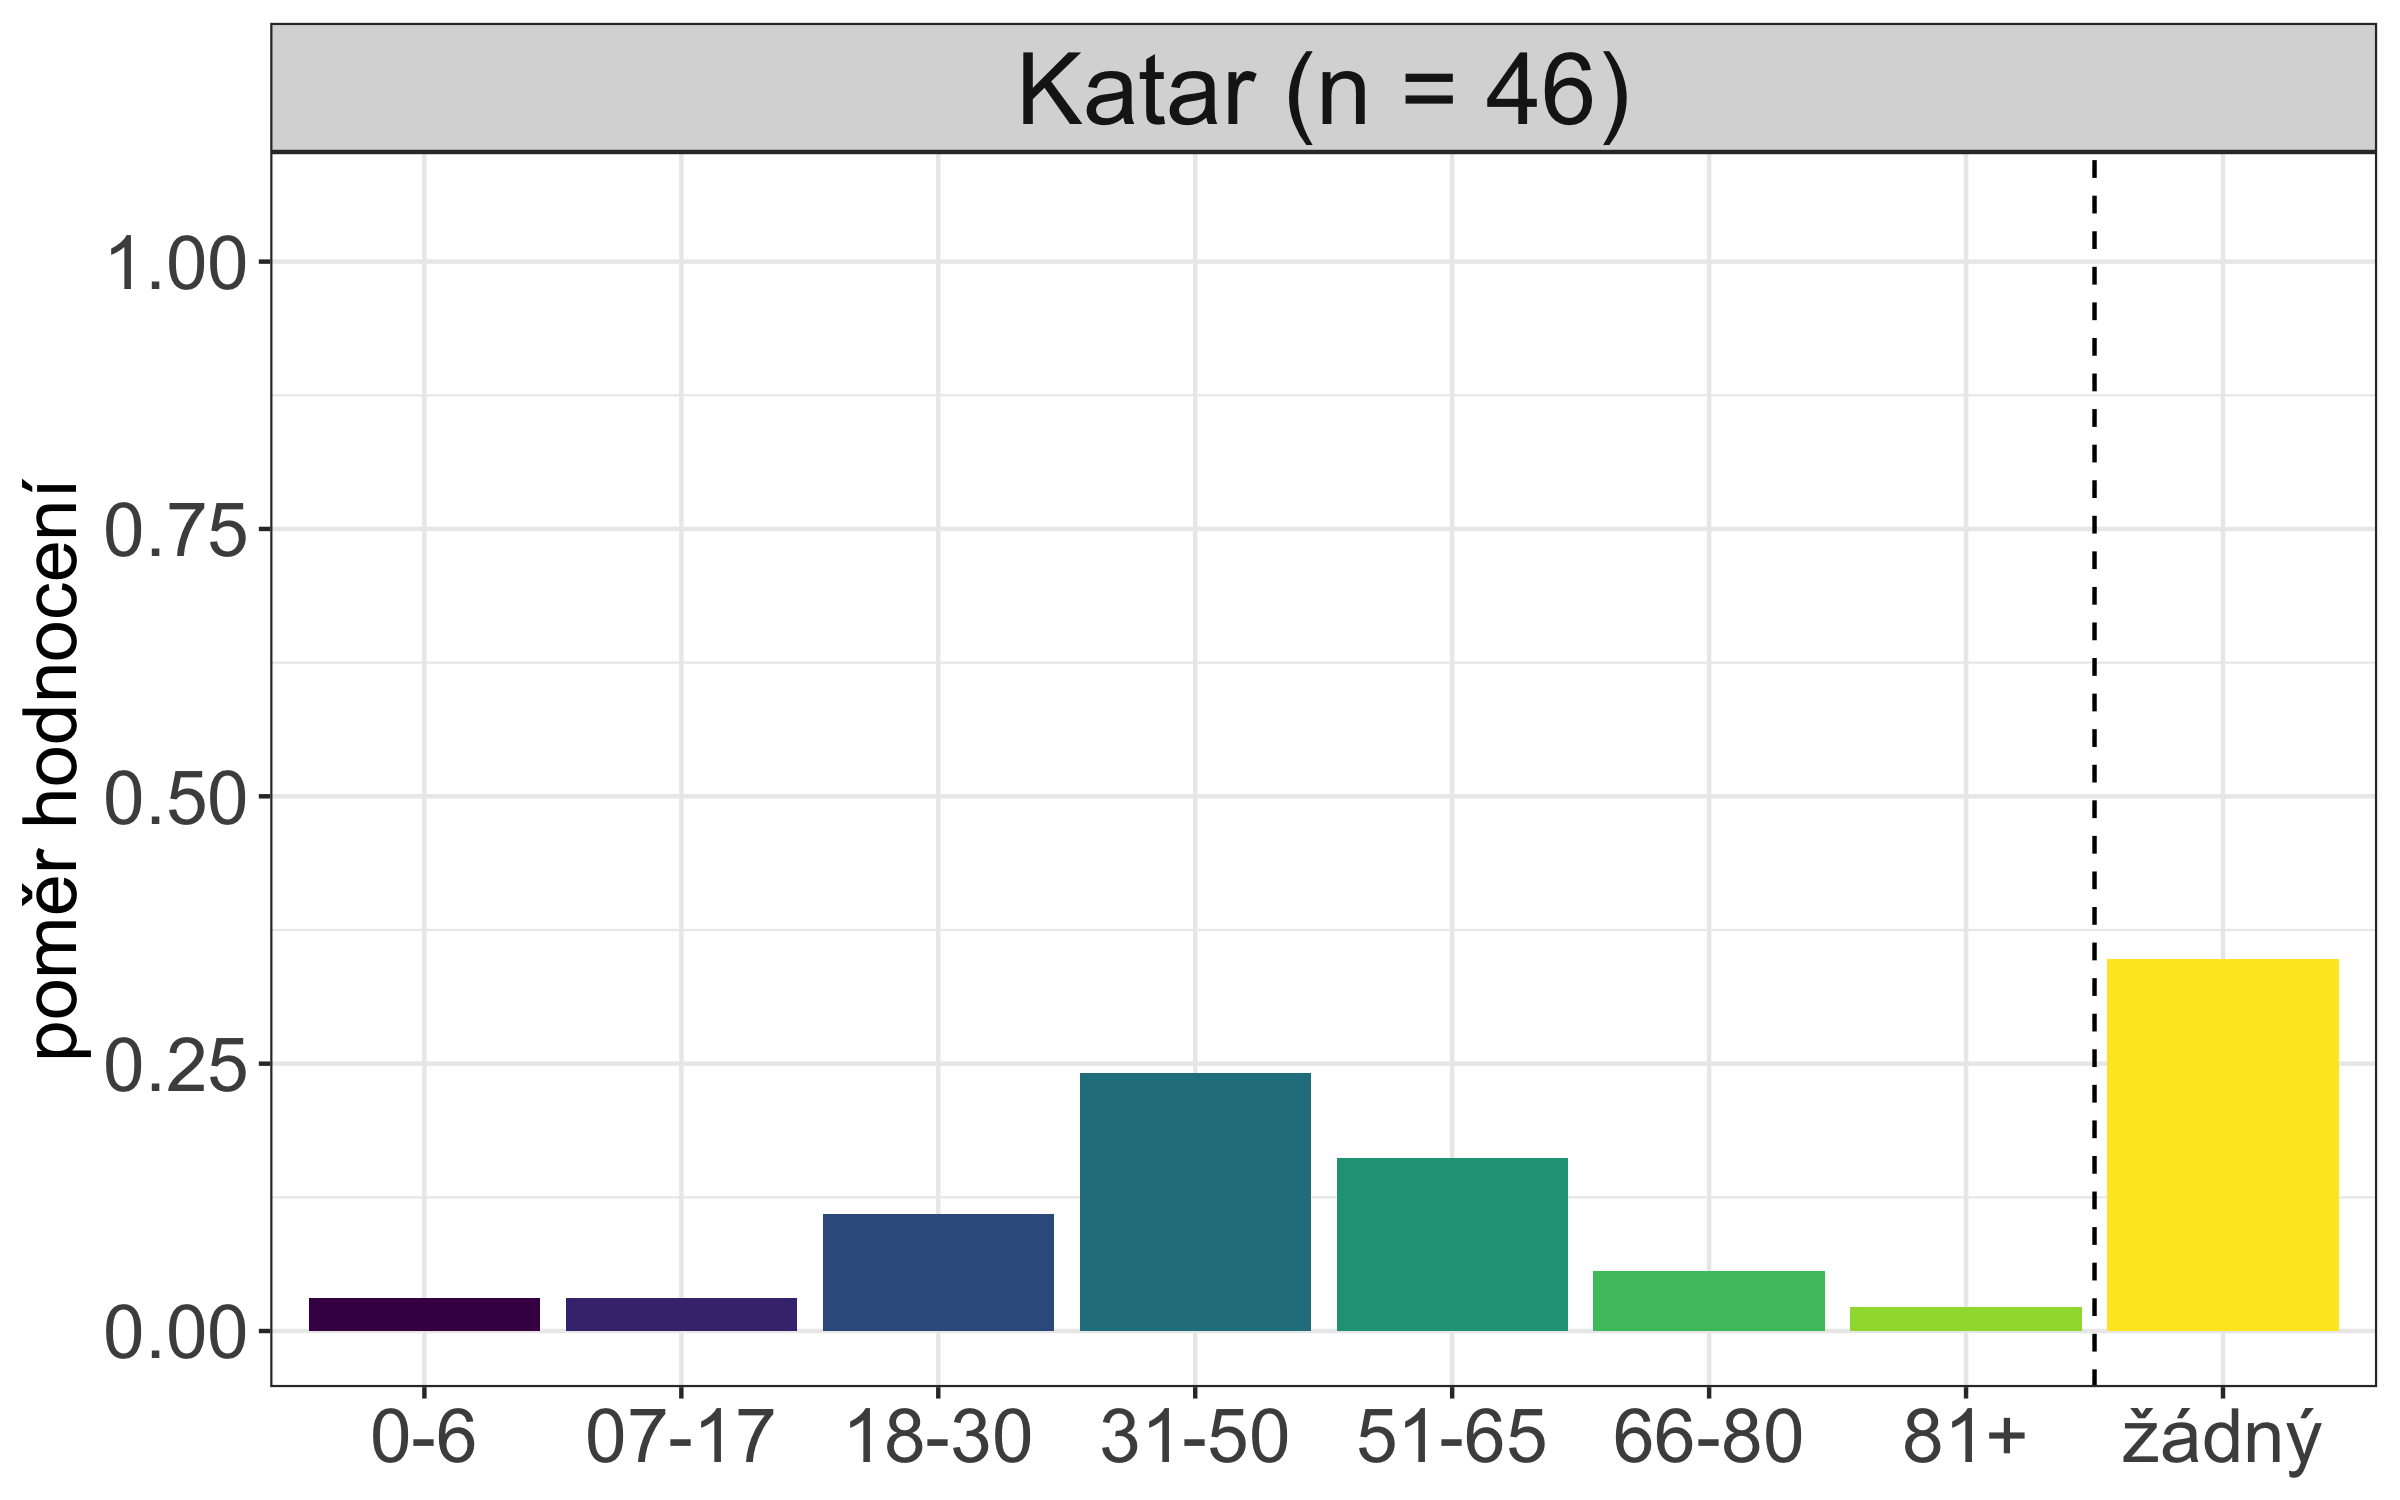 Katar (n = 46)
poměr hodnocení
1.00
0.75
0.50
0.25
0.00
0-6 07-17 18-30 31-50 51-65 66-80 81+ žádný